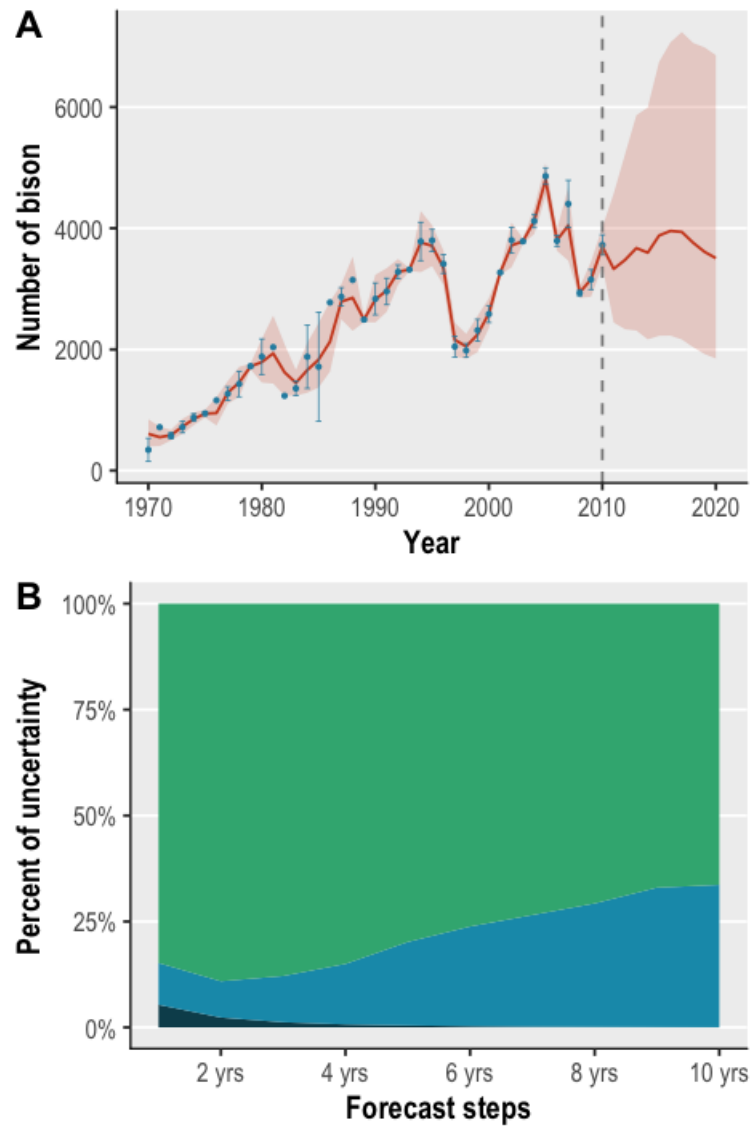 A
Number of bison
6000
4000
2000
0
1970 1980 1990 2000 2010 2020
Year
B
Percent of uncertainty
100%
75%
50%
25%
0%
2 yrs 4 yrs 6 yrs 8 yrs 10 yrs
Forecast steps